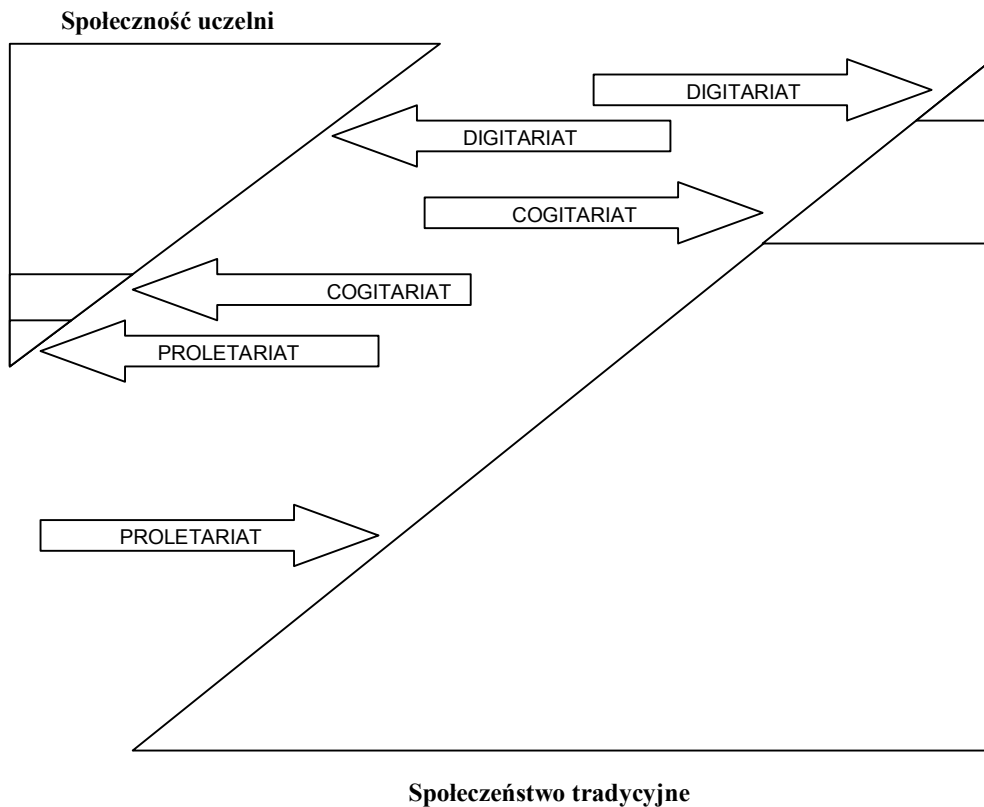 Społeczność uczelni
DIGITARIAT
DIGITARIAT
COGITARIAT
COGITARIAT
PROLETARIAT
PROLETARIAT
Społeczeństwo tradycyjne